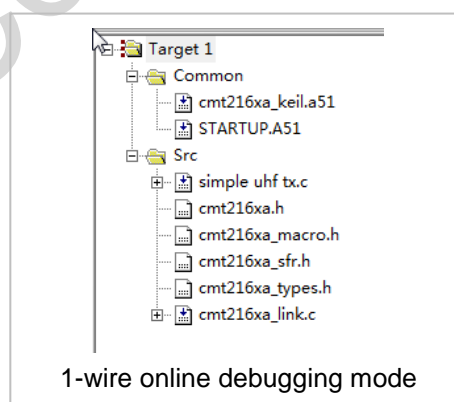 Target 1
Common
cmt216xa_keil.a51
STARTUP.A51
Src
simple uhf tx.c
cmt216xa.h
cmt216xa_macro.h
cmt216xa_sfr.h
cmt216xa_types.h
cmt216xa_link.c
1-wire online debugging mode